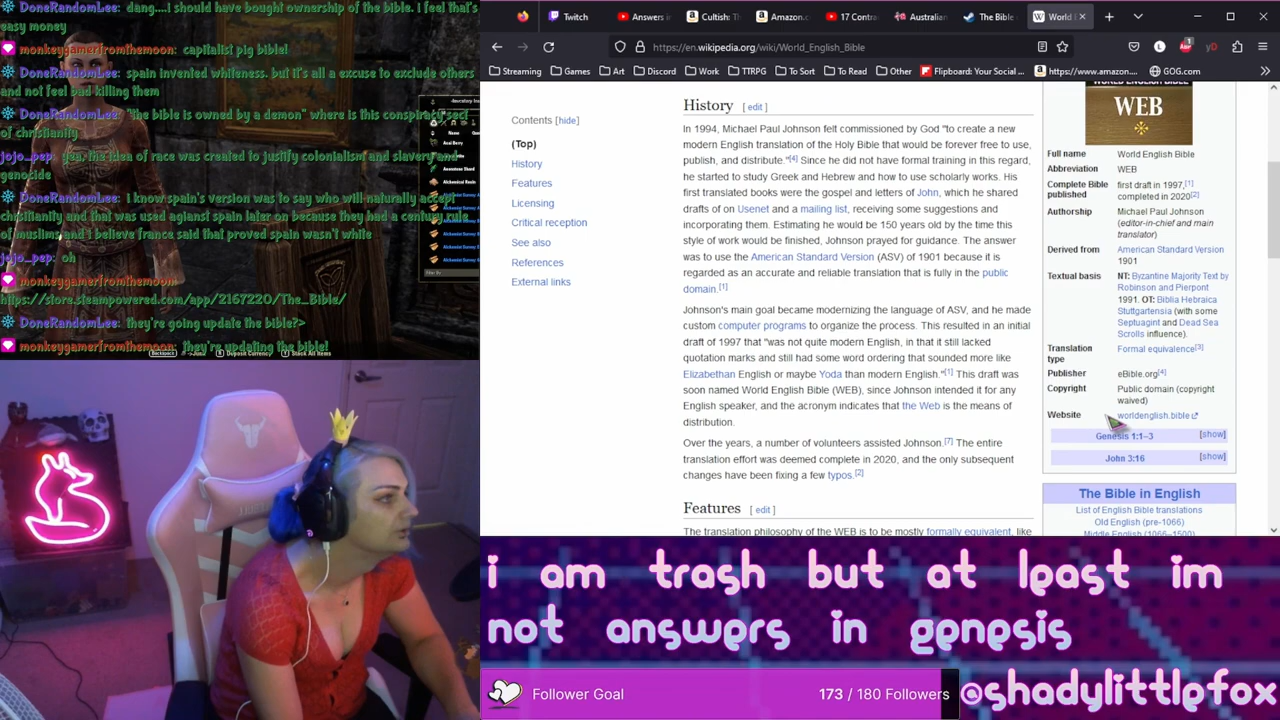 DoneRandomLee: dang....I should have bought ownership of the bible. I feel that's
easy money
monkeygamerfromthemoon: capitalist pig bible!
DoneRandomLee: spain invented whiteness. but it's all a excuse to exclude others
and not feel bad killing them
DoneRandomLee: "the bible is owned by a demon" where is this conspiracy sect
of christianity
jojo_pep: yea, the idea of race was created to justify colonialism and slavery and
genocide
DoneRandomLee: I know spain's version was to say who will naturally accept
chrisitianity and that was used agianst spain later on because they had a century rule
of muslims and i believe france said that proved spain wasn't while
jojo_pep: oh
monkeygamerfromthemoon:
https://store.steampowered.com/app/2167220/The_Bible/
DoneRandomLee: they're going update the bible?>
monkeygamerfromthemoon: they're updating the bible!
Deposit Currency
Stack All Items
Twitch
Answers in
Cultish: T
Amazon.c
17 Contra
Australian
The Bible
World E
https://en.wikipedia.org/wiki/World_English_Bible
Streaming
Games
Art
Discord
Work
TTRPG
To Sort
To Read
Other
Flipboard: Your Social ...
https://www.amazon....
GOG.com
Contents [hide]
(Top)
History
Features
Licensing
Critical reception
See also
References
External links
History [ edit ]
In 1994, Michael Paul Johnson felt commissioned by God "to create a new
modern English translation of the Holy Bible that would be forever free to use,
publish, and distribute."[4] Since he did not have formal training in this regard,
he started to study Greek and Hebrew and how to use scholarly works. His
first translated books were the gospel and letters of John, which he shared
drafts of on Usenet and a mailing list, receiving some suggestions and
incorporating them. Estimating he would be 150 years old by the time this
style of work would be finished, Johnson prayed for guidance. The answer
was to use the American Standard Version (ASV) of 1901 because it is
regarded as an accurate and reliable translation that is fully in the public
domain.[1]
Johnson's main goal became modernizing the language of ASV, and he made
custom computer programs to organize the process. This resulted in an initial
draft of 1997 that "was not quite modern English, in that it still lacked
quotation marks and still had some word ordering that sounded more like
Elizabethan English or maybe Yoda than modern English."[1] This draft was
soon named World English Bible (WEB), since Johnson intended it for any
English speaker, and the acronym indicates that the Web is the means of
distribution.
Over the years, a number of volunteers assisted Johnson.[7] The entire
translation effort was deemed complete in 2020, and the only subsequent
changes have been fixing a few typos.[2]
Features [ edit ]
The translation philosophy of the WEB is to be mostly formally equivalent, like
WORLD ENGLISH BIBLE
WEB
Full name World English Bible
Abbreviation WEB
Complete Bible first draft in 1997,[1]
published completed in 2020[2]
Authorship Michael Paul Johnson
(editor-in-chief and main
translator)
Derived from American Standard Version
1901
Textual basis NT: Byzantine Majority Text by
Robinson and Pierpont
1991. OT: Biblia Hebraica
Stuttgartensia (with some
Septuagint and Dead Sea
Scrolls influence).
Translation Formal equivalence[3]
type
Publisher eBible.org[4]
Copyright Public domain (copyright
waived)
Website worldenglish.bible
Genesis 1:1–3 [show]
John 3:16 [show]
The Bible in English
List of English Bible translations
Old English (pre-1066)
Middle English (1066–1500)
i am trash but at least im
not answers in genesis
Follower Goal 173 / 180 Followers
@shadylittlefox